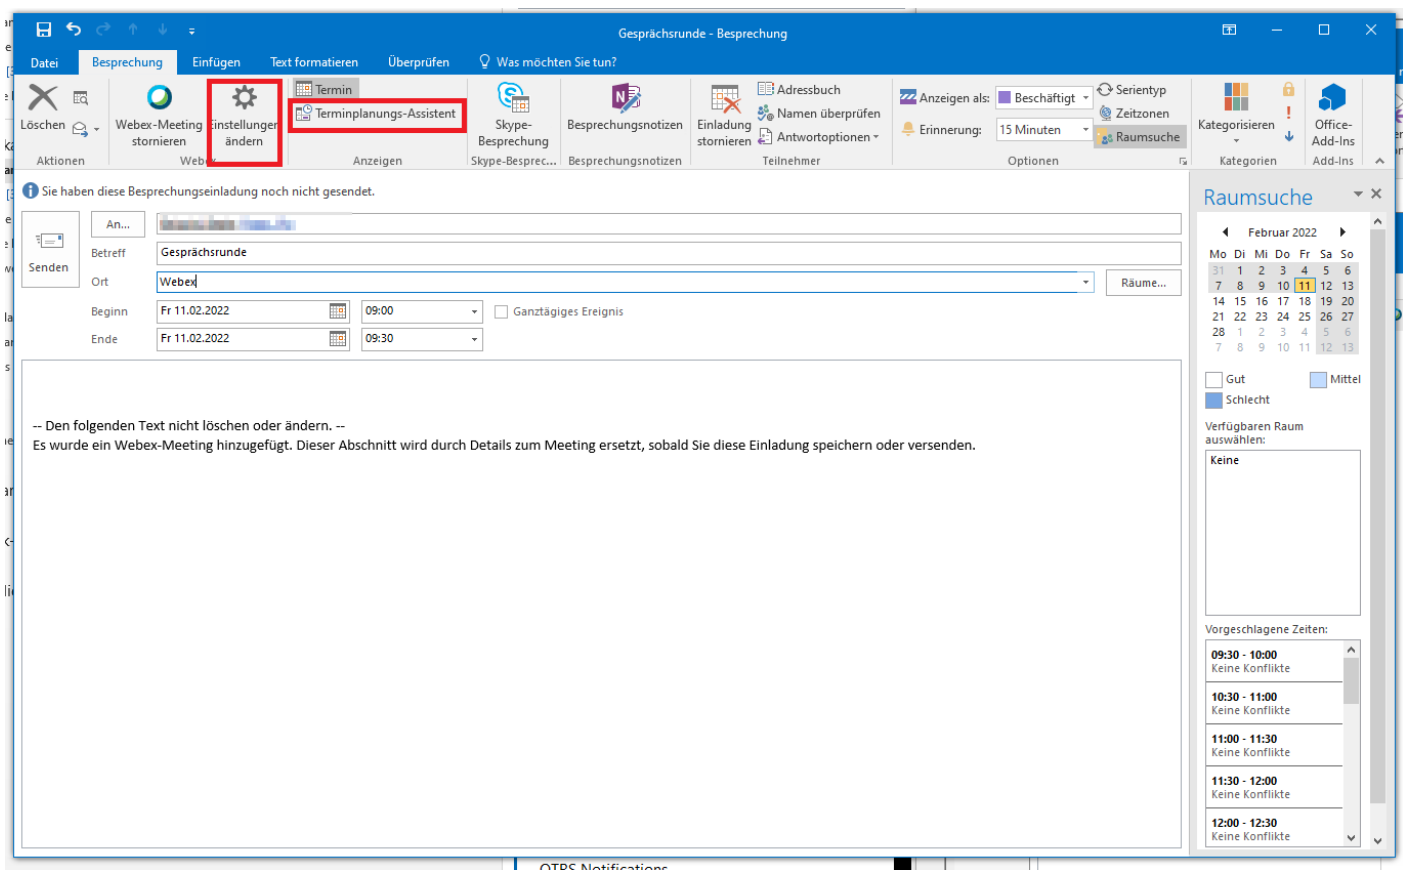 Gesprächsrunde - Besprechung
Datei Besprechung Einfügen Text formatieren Überprüfen Was möchten Sie tun?
Löschen
Aktionen
Webex-Meeting stornieren
Einstellungen ändern
Webex
Termin
Terminplanungs-Assistent
Anzeigen
Skype-Besprechung
Skype-Besprec...
Besprechungsnotizen
Besprechungsnotizen
Einladung stornieren
Adressbuch
Namen überprüfen
Antwortoptionen
Teilnehmer
Anzeigen als: Beschäftigt
Erinnerung: 15 Minuten
Serientyp
Zeitzonen
Raumsuche
Optionen
Kategorisieren
Kategorien
Office-Add-Ins
Add-Ins
Sie haben diese Besprechungseinladung noch nicht gesendet.
Senden
An...
Betreff Gesprächsrunde
Ort Webex Räume...
Beginn Fr 11.02.2022 09:00 Ganztägiges Ereignis
Ende Fr 11.02.2022 09:30
-- Den folgenden Text nicht löschen oder ändern. --
Es wurde ein Webex-Meeting hinzugefügt. Dieser Abschnitt wird durch Details zum Meeting ersetzt, sobald Sie diese Einladung speichern oder versenden.
Raumsuche
Februar 2022
Mo Di Mi Do Fr Sa So
31 1 2 3 4 5 6
7 8 9 10 11 12 13
14 15 16 17 18 19 20
21 22 23 24 25 26 27
28 1 2 3 4 5 6
7 8 9 10 11 12 13
Gut Mittel
Schlecht
Verfügbaren Raum
auswählen:
Keine
Vorgeschlagene Zeiten:
09:30 - 10:00
Keine Konflikte
10:30 - 11:00
Keine Konflikte
11:00 - 11:30
Keine Konflikte
11:30 - 12:00
Keine Konflikte
12:00 - 12:30
Keine Konflikte
OTRS Notifications